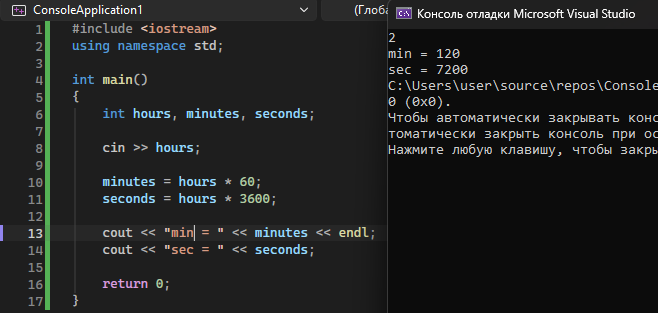 ConsoleApplication1
(Глоба
1 #include <iostream>
2 using namespace std;
3
4 int main()
5 {
6 int hours, minutes, seconds;
7
8 cin >> hours;
9
10 minutes = hours * 60;
11 seconds = hours * 3600;
12
13 cout << "min = " << minutes << endl;
14 cout << "sec = " << seconds;
15
16 return 0;
17 }
Консоль отладки Microsoft Visual Studio
2
min = 120
sec = 7200
C:\Users\user\source\repos\Console
0 (0x0).
Чтобы автоматически закрывать конс
томатически закрыть консоль при ос
Нажмите любую клавишу, чтобы закры